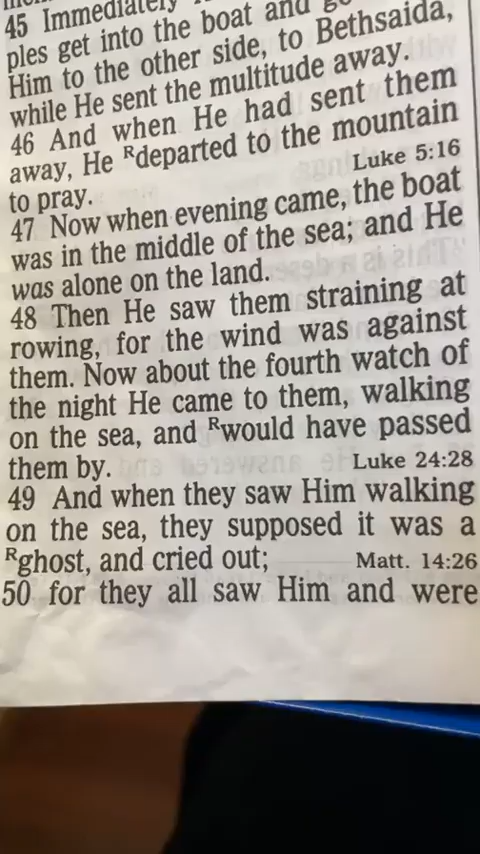 45 Immediately
ples get into the boat and
Him to the other side, to Bethsaida,
while He sent the multitude away.
46 And when He had sent them
away, He ᴿdeparted to the mountain
to pray. Luke 5:16
47 Now when evening came, the boat
was in the middle of the sea; and He
was alone on the land.
48 Then He saw them straining at
rowing, for the wind was against
them. Now about the fourth watch of
the night He came to them, walking
on the sea, and ᴿwould have passed
them by. Luke 24:28
49 And when they saw Him walking
on the sea, they supposed it was a
ᴿghost, and cried out; Matt. 14:26
50 for they all saw Him and were